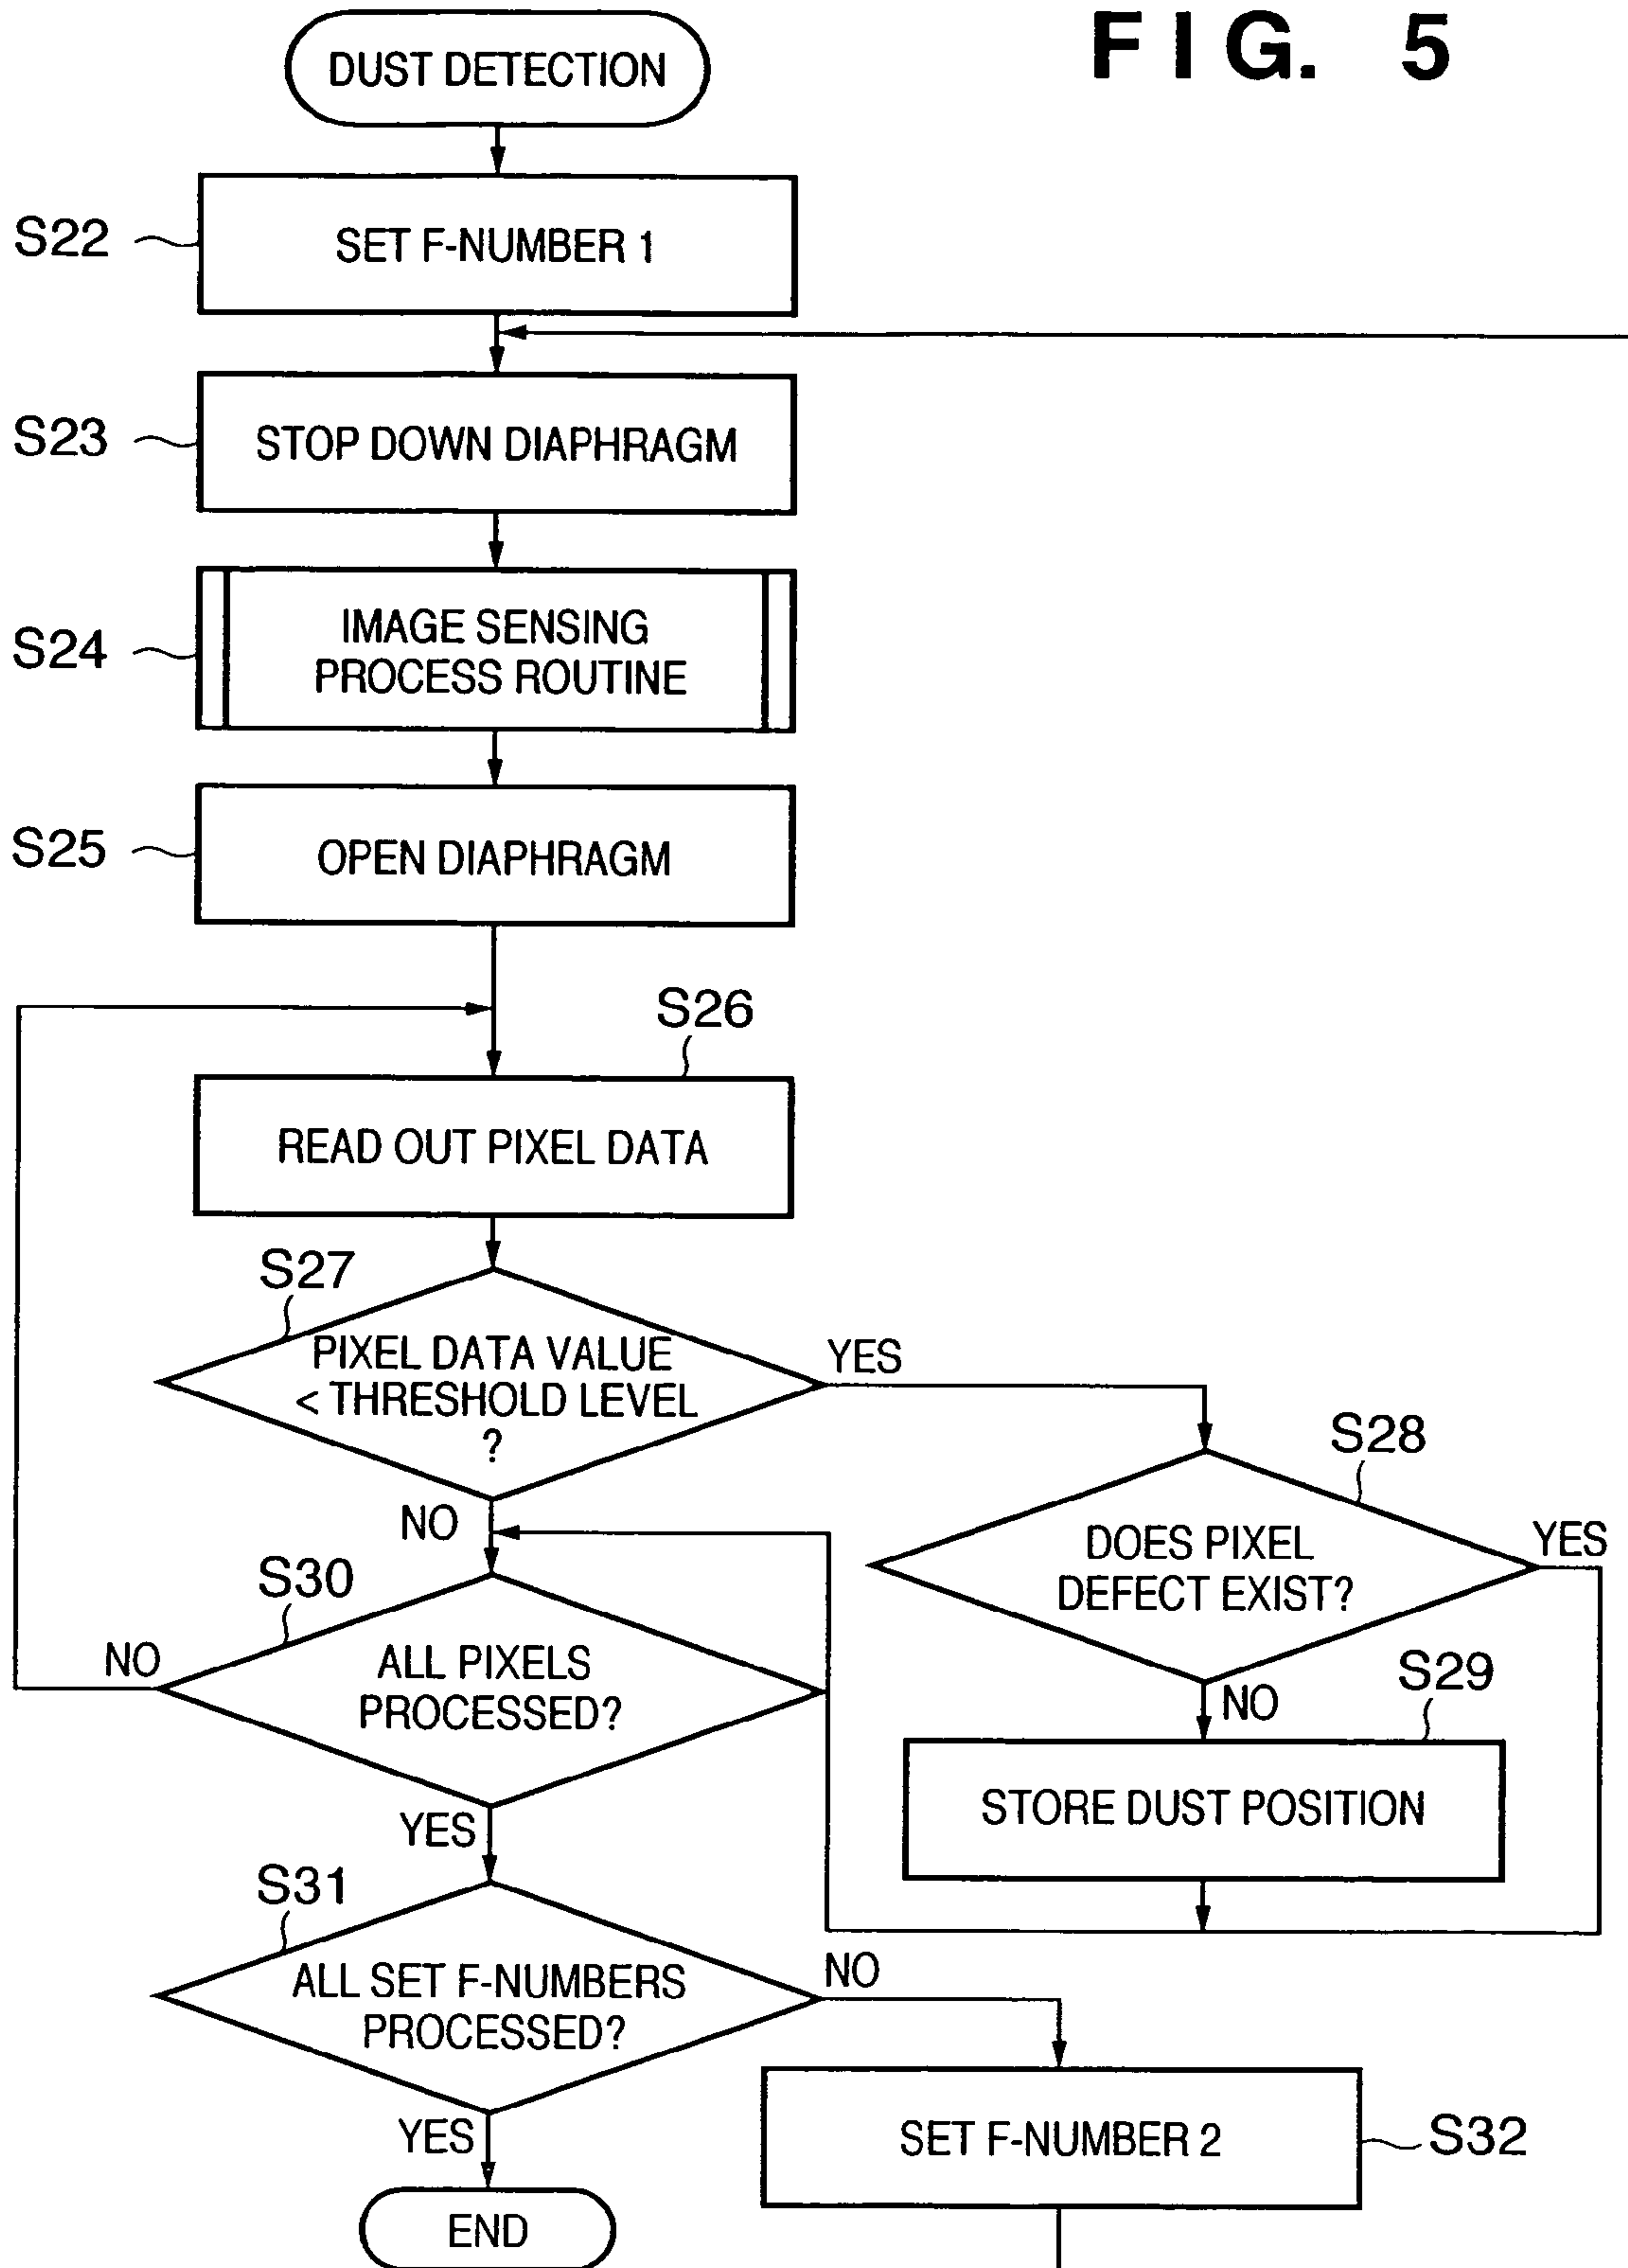 FIG. 5
DUST DETECTION
S22
SET F-NUMBER 1
S23
STOP DOWN DIAPHRAGM
S24
IMAGE SENSING
PROCESS ROUTINE
S25
OPEN DIAPHRAGM
S26
READ OUT PIXEL DATA
S27
PIXEL DATA VALUE
< THRESHOLD LEVEL
?
YES
NO
S28
DOES PIXEL
DEFECT EXIST?
YES
NO
S29
STORE DUST POSITION
S30
ALL PIXELS
PROCESSED?
NO
YES
S31
ALL SET F-NUMBERS
PROCESSED?
NO
YES
SET F-NUMBER 2
S32
END